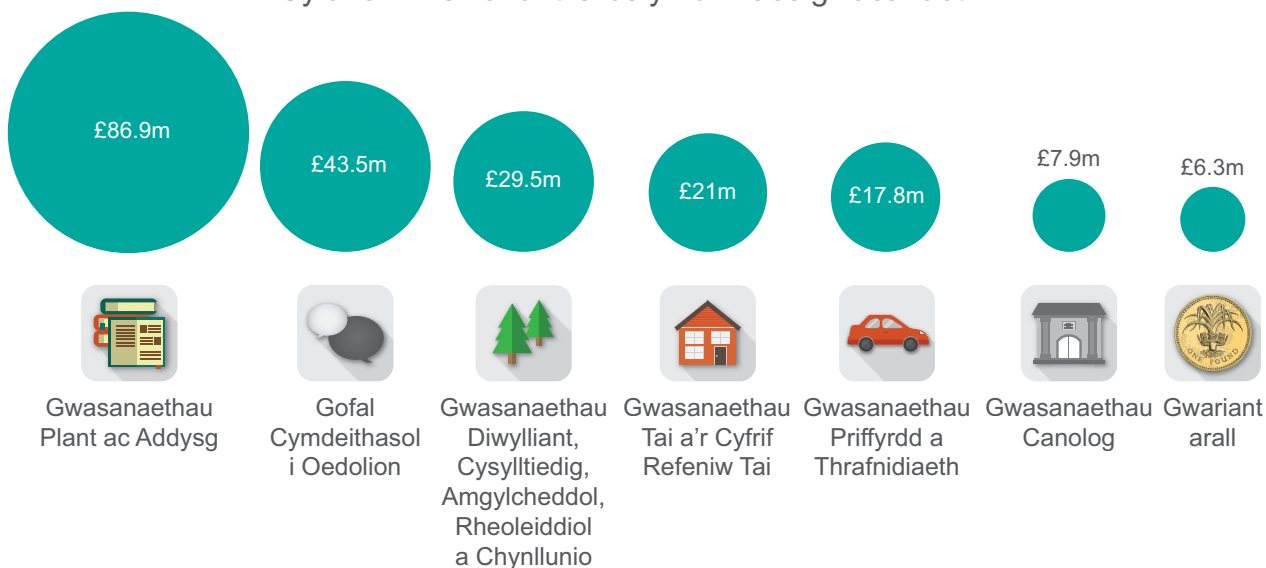 £86.9m
£43.5m
£29.5m
£21m
£17.8m
£7.9m
£6.3m
ONE POUND
Gwasanaethau
Plant ac Addysg
Gofal
Cymdeithasol
i Oedolion
Gwasanaethau
Diwylliant,
Cysylltiedig,
Amgylcheddol,
Rheoleiddiol
a Chynllunio
Gwasanaethau
Tai a'r Cyfrif
Refeniw Tai
Gwasanaethau
Priffyrdd a
Thrafnidiaeth
Gwasanaethau
Canolog
Gwariant
arall